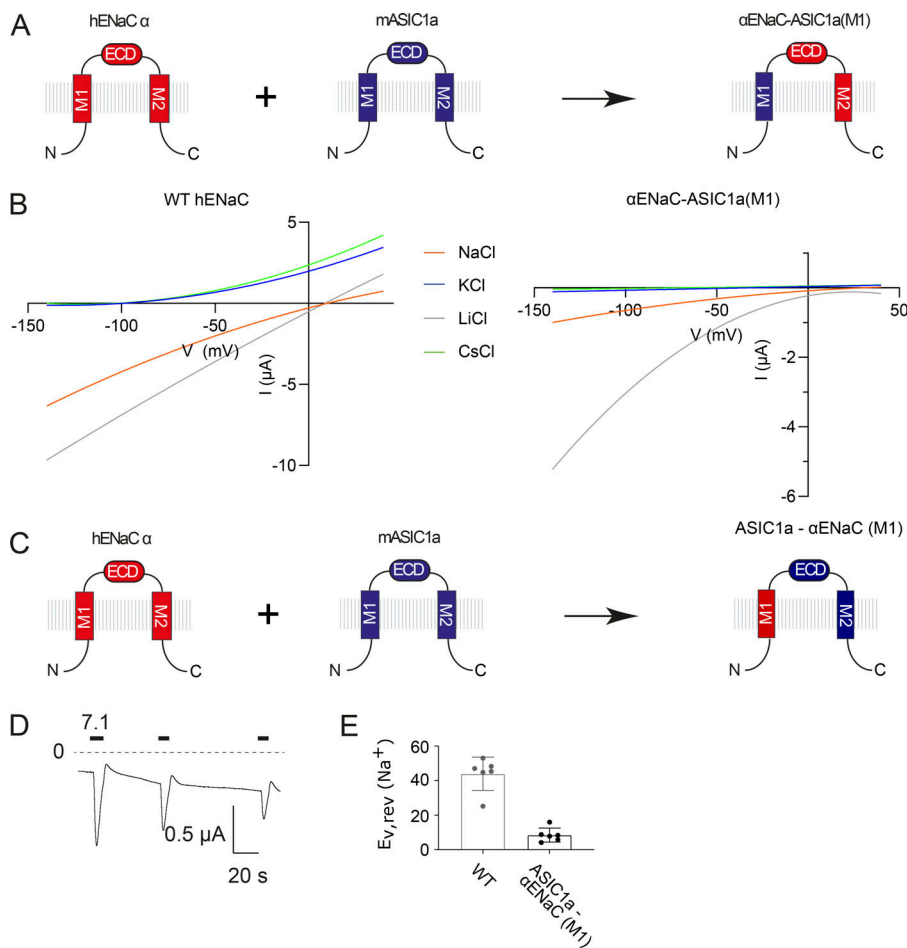 A
hENaC α
mASIC1a
αENaC-ASIC1a(M1)
ECD
ECD
ECD
M1
M2
M1
M2
M1
M2
+
N
C
N
C
N
C
B
WT hENaC
αENaC-ASIC1a(M1)
5
-150
-100
-50
V (mV)
I (µA)
-5
-10
NaCl
KCl
LiCl
CsCl
-150
-100
-50
50
V (mV)
I (µA)
-2
-4
-6
C
hENaC α
mASIC1a
ASIC1a - αENaC (M1)
ECD
ECD
ECD
M1
M2
M1
M2
M1
M2
+
N
C
N
C
N
C
D
7.1
0
0.5 µA
20 s
E
Ev,rev (Na⁺)
60
40
20
0
WT
ASIC1a -
αENaC (M1)